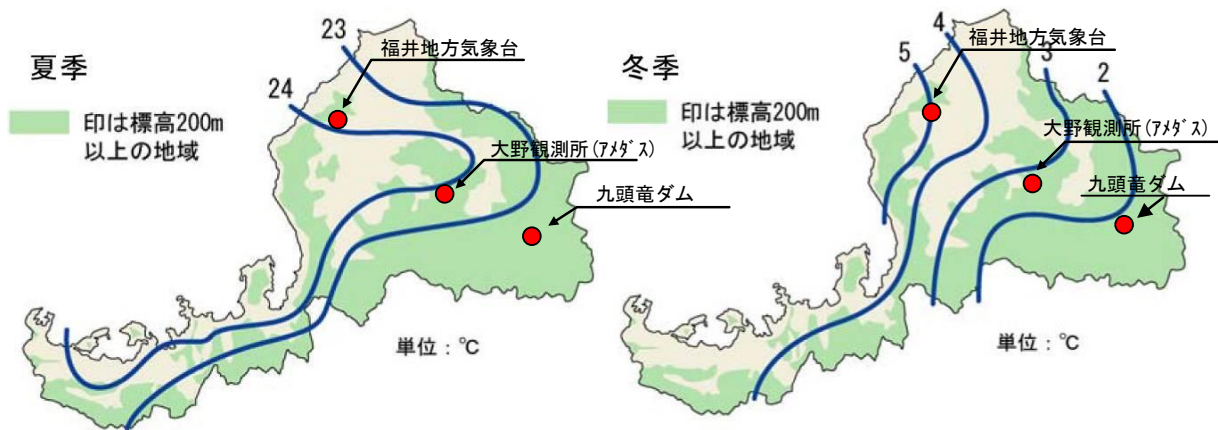 夏季
印は標高200m
以上の地域
23
24
福井地方気象台
大野観測所(アメダス)
九頭竜ダム
単位：℃
冬季
印は標高200m
以上の地域
5
4
3
2
福井地方気象台
大野観測所(アメダス)
九頭竜ダム
単位：℃